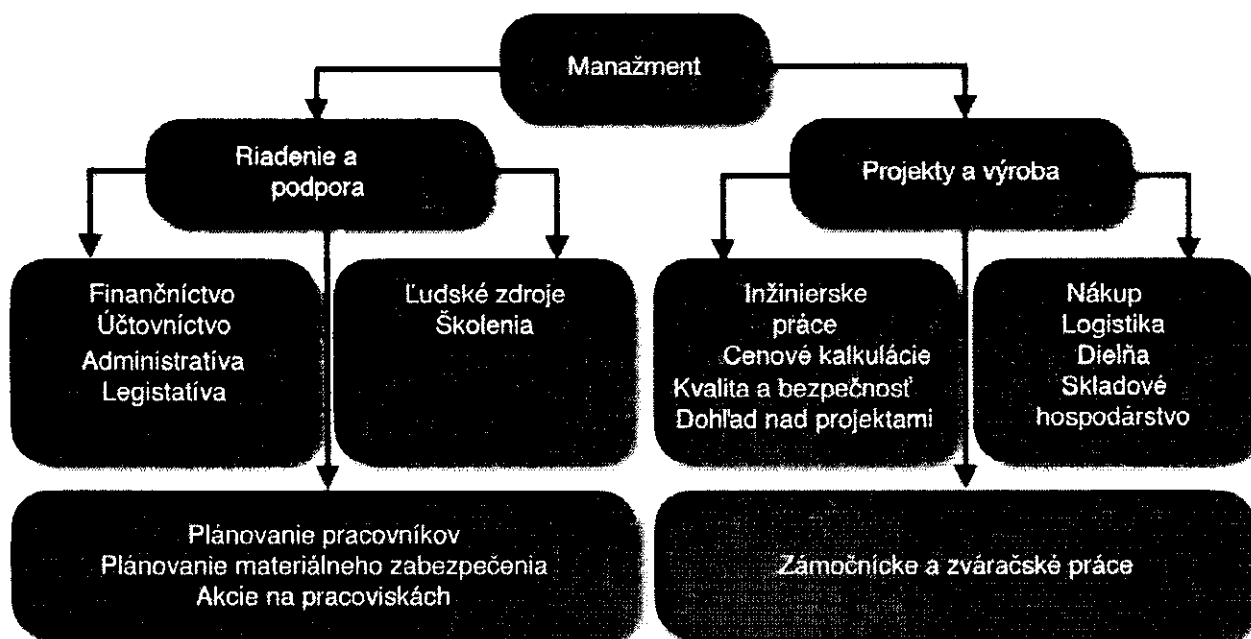 Manažment
Riadenie a
podpora
Projekty a výroba
Finančníctvo
Účtovníctvo
Administratíva
Legistatíva
Ľudské zdroje
Školenia
Inžinierske
práce
Cenové kalkulácie
Kvalita a bezpečnosť
Dohľad nad projektami
Nákup
Logistika
Dielňa
Skladové
hospodárstvo
Plánovanie pracovníkov
Plánovanie materiálneho zabezpečenia
Akcie na pracoviskách
Zámočnícke a zváračské práce